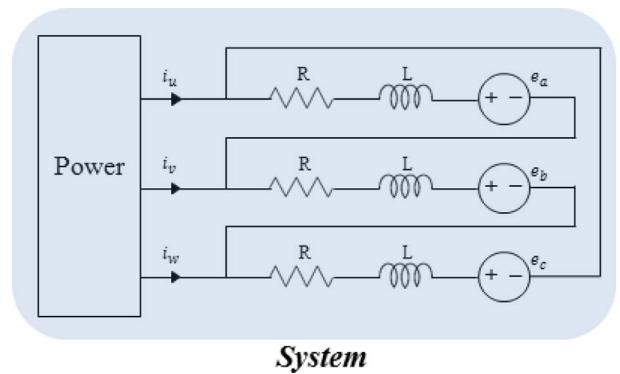 R L e_a
i_u
+ −
Power
R L e_b
i_v
+ −
R L e_c
i_w
+ −
System